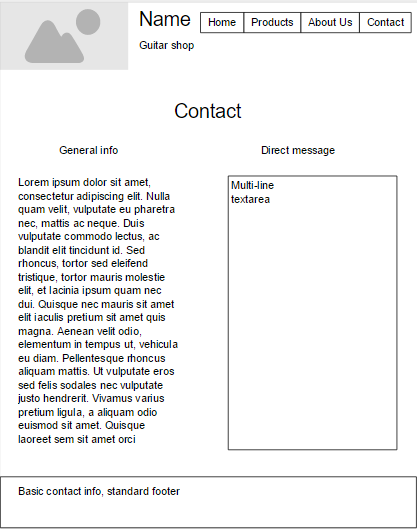 Name
Home Products About Us Contact
Guitar shop
Contact
General info
Direct message
Lorem ipsum dolor sit amet,
consectetur adipiscing elit. Nulla
quam velit, vulputate eu pharetra
nec, mattis ac neque. Duis
vulputate commodo lectus, ac
blandit elit tincidunt id. Sed
rhoncus, tortor sed eleifend
tristique, tortor mauris molestie
elit, et lacinia ipsum quam nec
dui. Quisque nec mauris sit amet
elit iaculis pretium sit amet quis
magna. Aenean velit odio,
elementum in tempus ut, vehicula
eu diam. Pellentesque rhoncus
aliquam mattis. Ut vulputate eros
sed felis sodales nec vulputate
justo hendrerit. Vivamus varius
pretium ligula, a aliquam odio
euismod sit amet. Quisque
laoreet sem sit amet orci
Multi-line
textarea
Basic contact info, standard footer